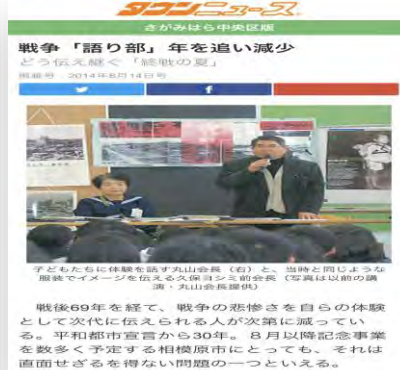 タウンニュース
さがみはら中央区版
戦争「語り部」年を追い減少
どう伝え継ぐ「終戦の夏」
掲載号：2014年8月14日号
子どもたちに体験を話す丸山会長（右）と、当時と同じような
服装でイメージを伝える久保ヨシミ前会長（写真は以前の講
演・丸山会長提供）
戦後69年を経て、戦争の悲惨さを自らの体験
として次代に伝えられる人が次第に減ってい
る。平和都市宣言から30年。８月以降記念事業
を数多く予定する相模原市にとっても、それは
直面せざるを得ない問題の一つといえる。